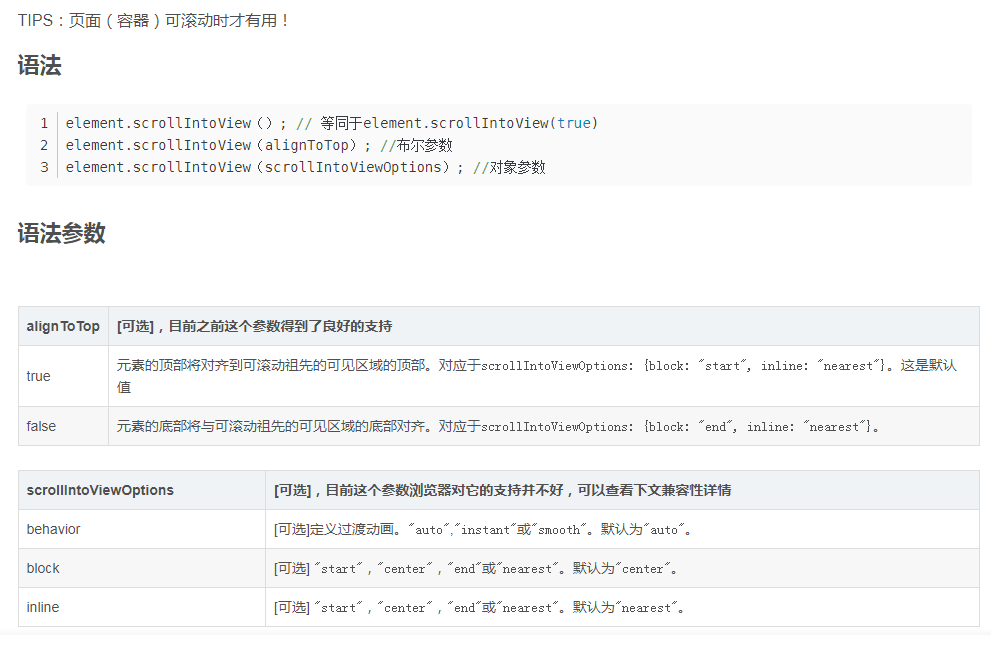 TIPS：页面（容器）可滚动时才有用！
语法
1 element.scrollIntoView（）; // 等同于element.scrollIntoView(true)
2 element.scrollIntoView（alignToTop）; //布尔参数
3 element.scrollIntoView（scrollIntoViewOptions）; //对象参数
语法参数
alignToTop [可选]，目前之前这个参数得到了良好的支持
true 元素的顶部将对齐到可滚动祖先的可见区域的顶部。对应于scrollIntoViewOptions: {block: "start", inline: "nearest"}。这是默认
值
false 元素的底部将与可滚动祖先的可见区域的底部对齐。对应于scrollIntoViewOptions: {block: "end", inline: "nearest"}。
scrollIntoViewOptions [可选]，目前这个参数浏览器对它的支持并不好，可以查看下文兼容性详情
behavior [可选]定义过渡动画。"auto","instant"或"smooth"。默认为"auto"。
block [可选] "start"，"center"，"end"或"nearest"。默认为"center"。
inline [可选] "start"，"center"，"end"或"nearest"。默认为"nearest"。